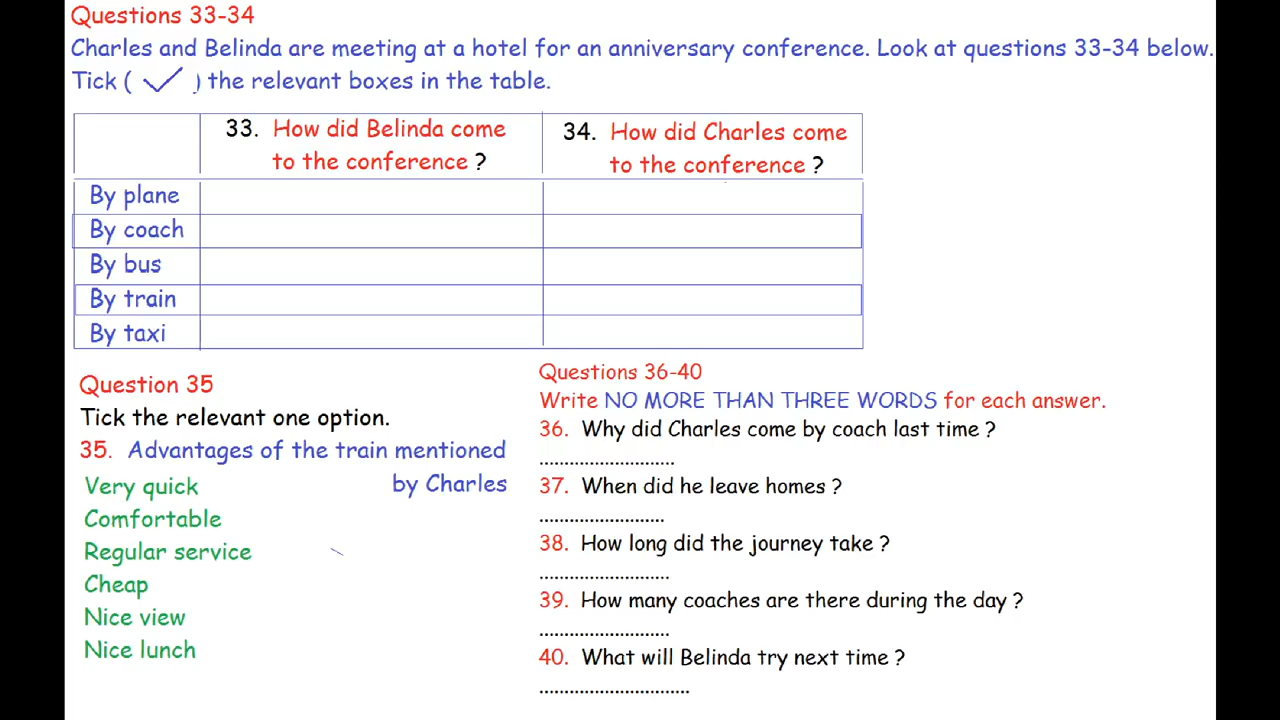 Questions 33-34
Charles and Belinda are meeting at a hotel for an anniversary conference. Look at questions 33-34 below.
Tick ( ✓ ) the relevant boxes in the table.
33. How did Belinda come to the conference ?
34. How did Charles come to the conference ?
By plane
By coach
By bus
By train
By taxi
Question 35
Tick the relevant one option.
35. Advantages of the train mentioned
by Charles
Very quick
Comfortable
Regular service
Cheap
Nice view
Nice lunch
Questions 36-40
Write NO MORE THAN THREE WORDS for each answer.
36. Why did Charles come by coach last time ?
..........................
37. When did he leave homes ?
........................
38. How long did the journey take ?
.........................
39. How many coaches are there during the day ?
.........................
40. What will Belinda try next time ?
.............................